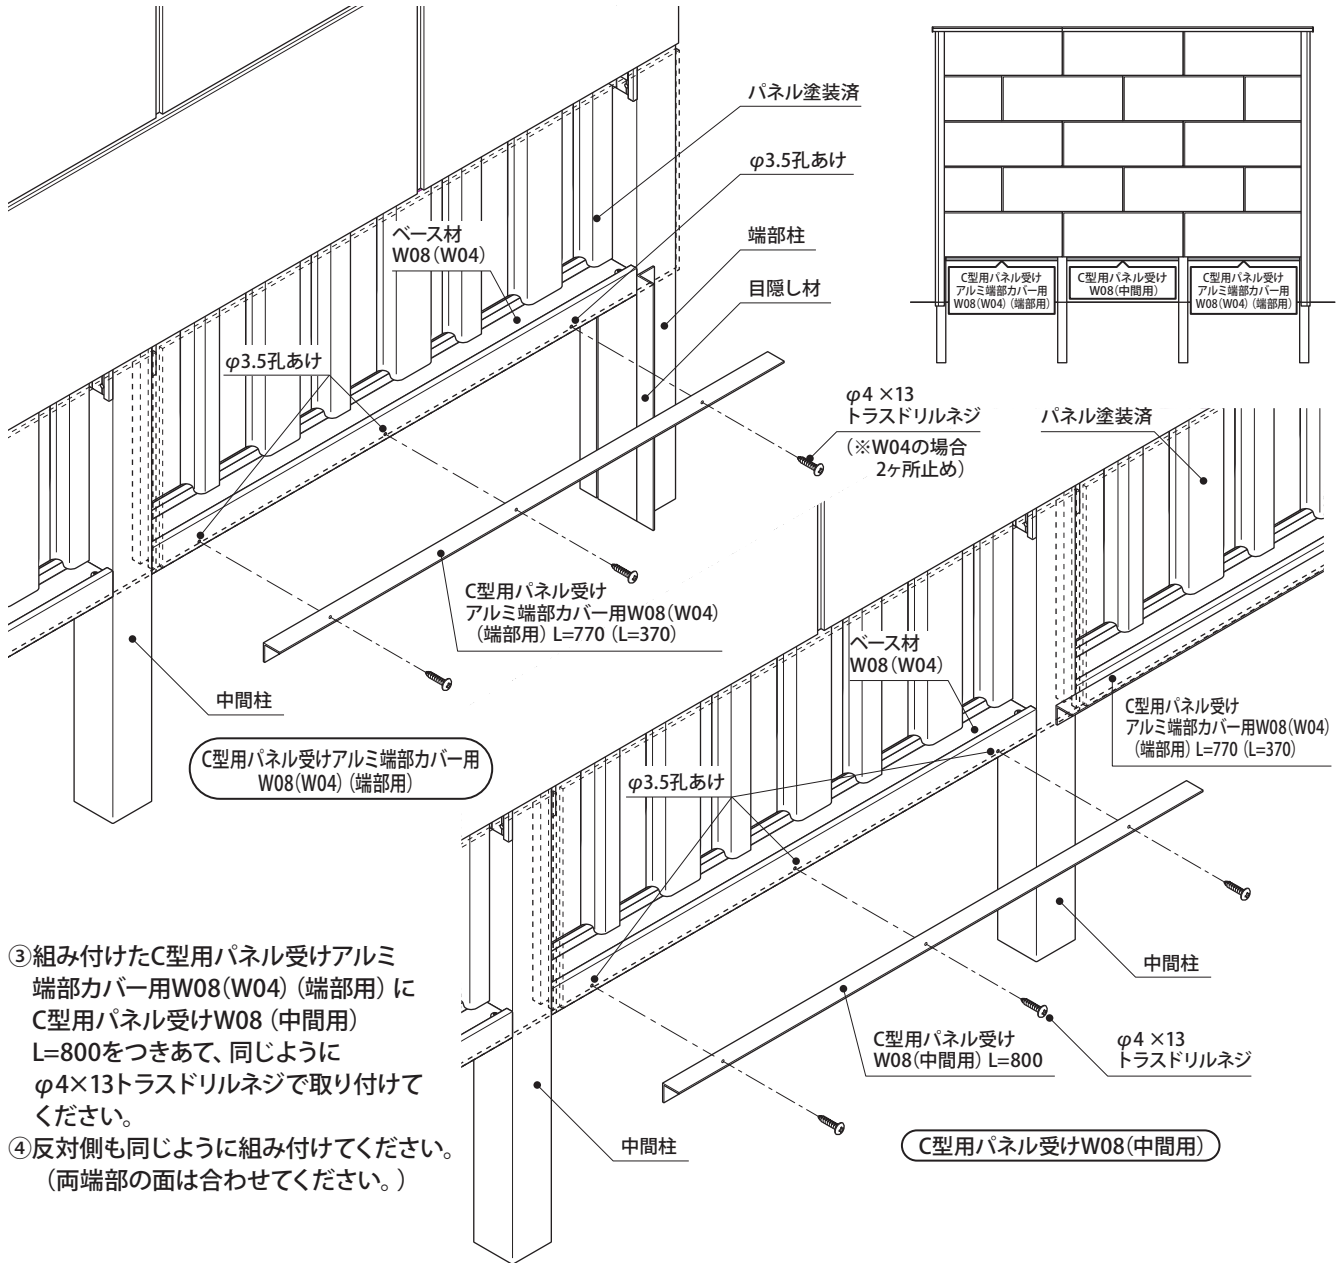 パネル塗装済
φ3.5孔あけ
端部柱
目隠し材
ベース材
W08(W04)
φ3.5孔あけ
φ4×13
トラスドリルネジ
(※W04の場合
2ヶ所止め)
C型用パネル受け
アルミ端部カバー用W08(W04)
(端部用) L=770 (L=370)
中間柱
C型用パネル受けアルミ端部カバー用
W08(W04) (端部用)
C型用パネル受け
アルミ端部カバー用
W08(W04) (端部用)
C型用パネル受け
W08(中間用)
C型用パネル受け
アルミ端部カバー用
W08(W04) (端部用)
パネル塗装済
ベース材
W08(W04)
C型用パネル受け
アルミ端部カバー用W08(W04)
(端部用) L=770 (L=370)
φ3.5孔あけ
中間柱
C型用パネル受け
W08(中間用) L=800
φ4×13
トラスドリルネジ
中間柱
C型用パネル受けW08(中間用)
③組み付けたC型用パネル受けアルミ
端部カバー用W08(W04) (端部用) に
C型用パネル受けW08 (中間用)
L=800をつきあて、同じように
φ4×13トラスドリルネジで取り付けて
ください。
④反対側も同じように組み付けてください。
(両端部の面は合わせてください。)